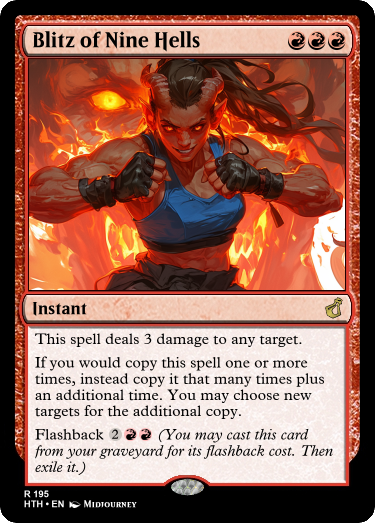 Blitz of Nine Hells
Instant
This spell deals 3 damage to any target.
If you would copy this spell one or more
times, instead copy it that many times plus
an additional time. You may choose new
targets for the additional copy.
Flashback 2 (You may cast this card
from your graveyard for its flashback cost. Then
exile it.)
R 195
HTH • EN Midjourney